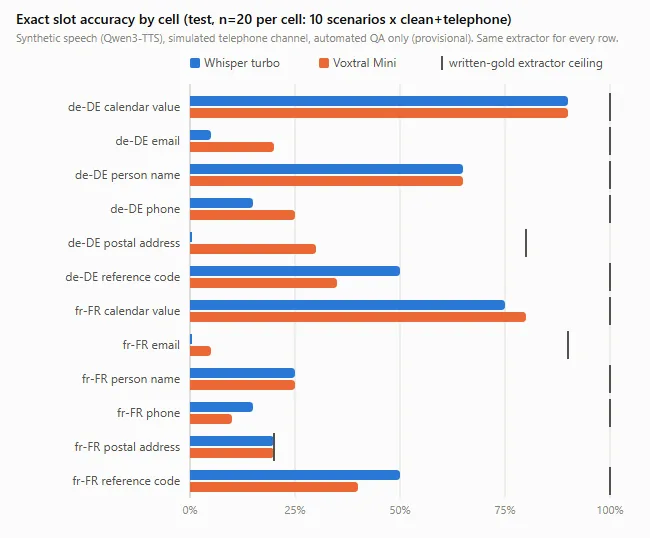 Exact slot accuracy by cell (test, n=20 per cell: 10 scenarios x clean+telephone)
Synthetic speech (Qwen3-TTS), simulated telephone channel, automated QA only (provisional). Same extractor for every row.
Whisper turbo Voxtral Mini written-gold extractor ceiling
de-DE calendar value
de-DE email
de-DE person name
de-DE phone
de-DE postal address
de-DE reference code
fr-FR calendar value
fr-FR email
fr-FR person name
fr-FR phone
fr-FR postal address
fr-FR reference code
0% 25% 50% 75% 100%